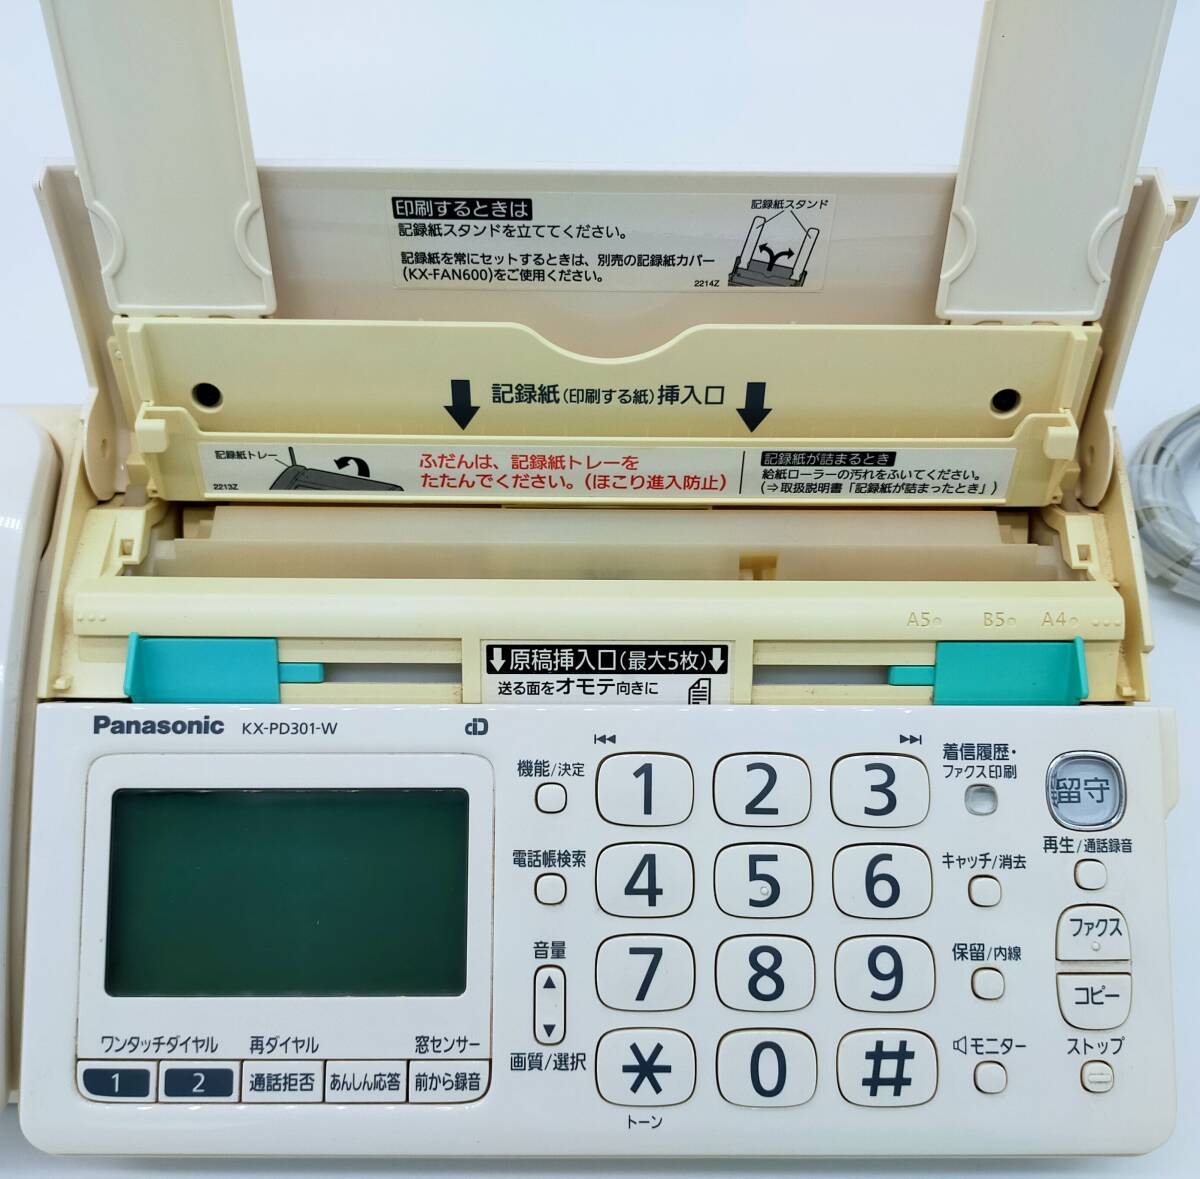 印刷するときは
記録紙スタンドを立ててください。
記録紙を常にセットするときは、別売の記録紙カバー
(KX-FAN600)をご使用ください。
記録紙スタンド
2214Z
記録紙(印刷する紙)挿入口
記録紙トレー
2213Z
ふだんは、記録紙トレーを
たたんでください。(ほこり進入防止)
記録紙が詰まるとき
給紙ローラーの汚れをふいてください。
(⇒取扱説明書「記録紙が詰まったとき」)
A5 B5 A4
原稿挿入口(最大5枚)
送る面をオモテ向きに
Panasonic KX-PD301-W
機能/決定
電話帳検索
音量
画質/選択
1 2 3
4 5 6
7 8 9
* 0 #
トーン
着信履歴・
ファクス印刷
キャッチ/消去
保留/内線
モニター
留守
再生/通話録音
ファクス
コピー
ストップ
ワンタッチダイヤル 再ダイヤル 窓センサー
1 2 通話拒否 あんしん応答 前から録音